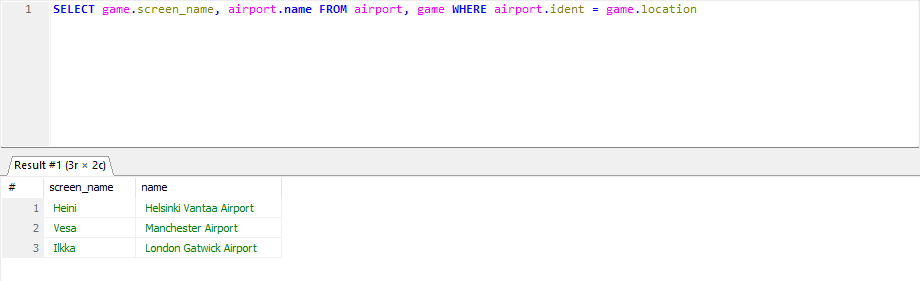 1 SELECT game.screen_name, airport.name FROM airport, game WHERE airport.ident = game.location
Result #1 (3r × 2c)
# screen_name name
1 Heini Helsinki Vantaa Airport
2 Vesa Manchester Airport
3 Ilkka London Gatwick Airport